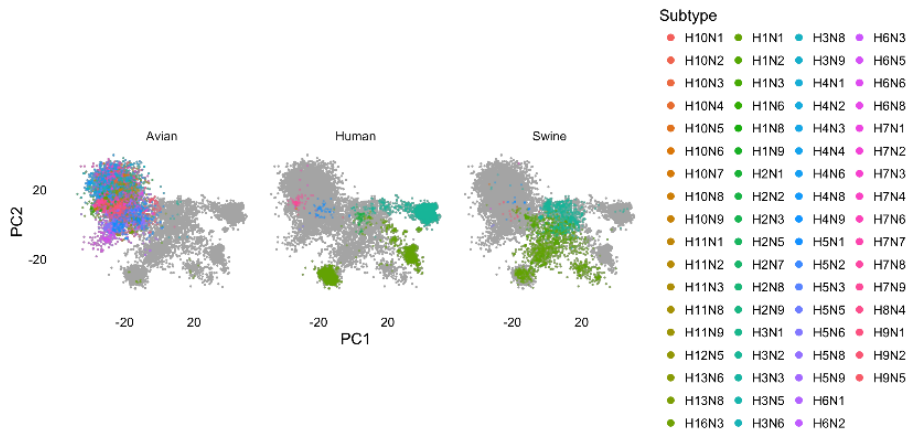 Subtype
H10N1 H1N1 H3N8 H6N3
H10N2 H1N2 H3N9 H6N5
H10N3 H1N3 H4N1 H6N6
H10N4 H1N6 H4N2 H6N8
H10N5 H1N8 H4N3 H7N1
H10N6 H1N9 H4N4 H7N2
H10N7 H2N1 H4N6 H7N3
H10N8 H2N2 H4N8 H7N4
H10N9 H2N3 H4N9 H7N6
H11N1 H2N5 H5N1 H7N7
H11N2 H2N7 H5N2 H7N8
H11N3 H2N8 H5N3 H7N9
H11N8 H2N9 H5N5 H8N4
H11N9 H3N1 H5N6 H9N1
H12N5 H3N2 H5N8 H9N2
H13N6 H3N3 H5N9 H9N5
H13N8 H3N5 H6N1
H16N3 H3N6 H6N2
Avian Human Swine
PC2
20
-20
-20 20 -20 20 -20 20
PC1